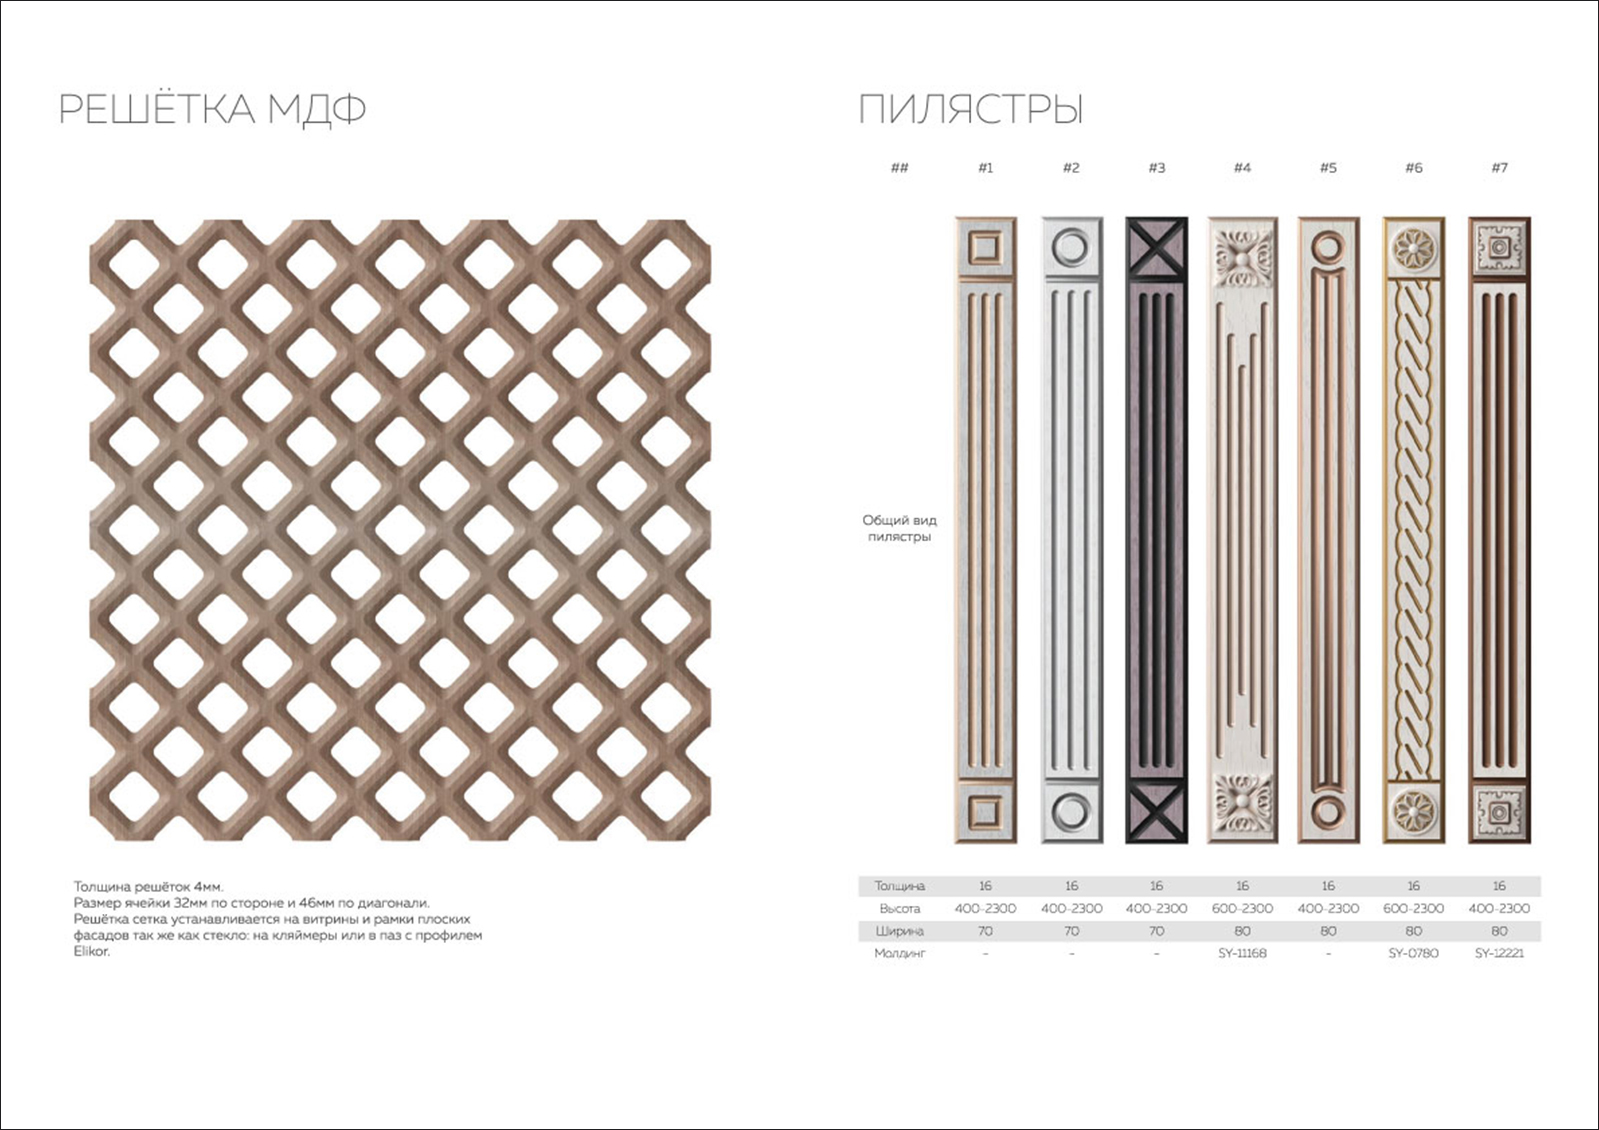 РЕШЁТКА МДФ
Толщина решёток 4мм.
Размер ячейки 32мм по стороне и 46мм по диагонали.
Решётка сетка устанавливается на витрины и рамки плоских
фасадов так же как стекло: на кляймеры или в паз с профилем
Elikor.
ПИЛЯСТРЫ
## #1 #2 #3 #4 #5 #6 #7
Общий вид
пилястры
Толщина 16 16 16 16 16 16 16
Высота 400-2300 400-2300 400-2300 600-2300 400-2300 600-2300 400-2300
Ширина 70 70 70 80 80 80 80
Молдинг - - - SY-11168 - SY-0780 SY-12221